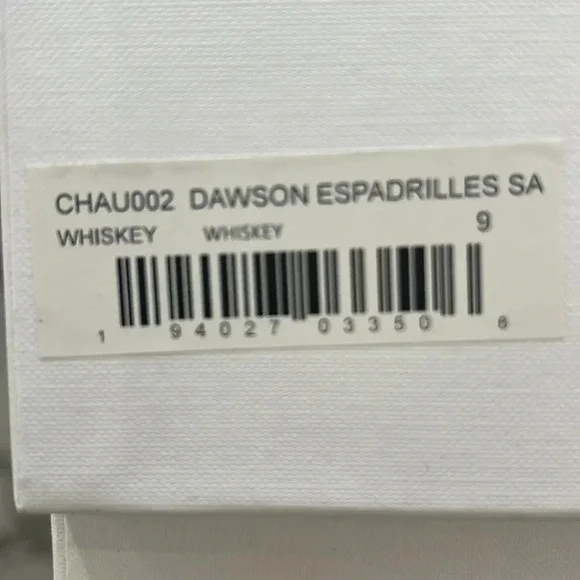 CHAU002 DAWSON ESPADRILLES SA
WHISKEY WHISKEY 9
1 94027 03350 6